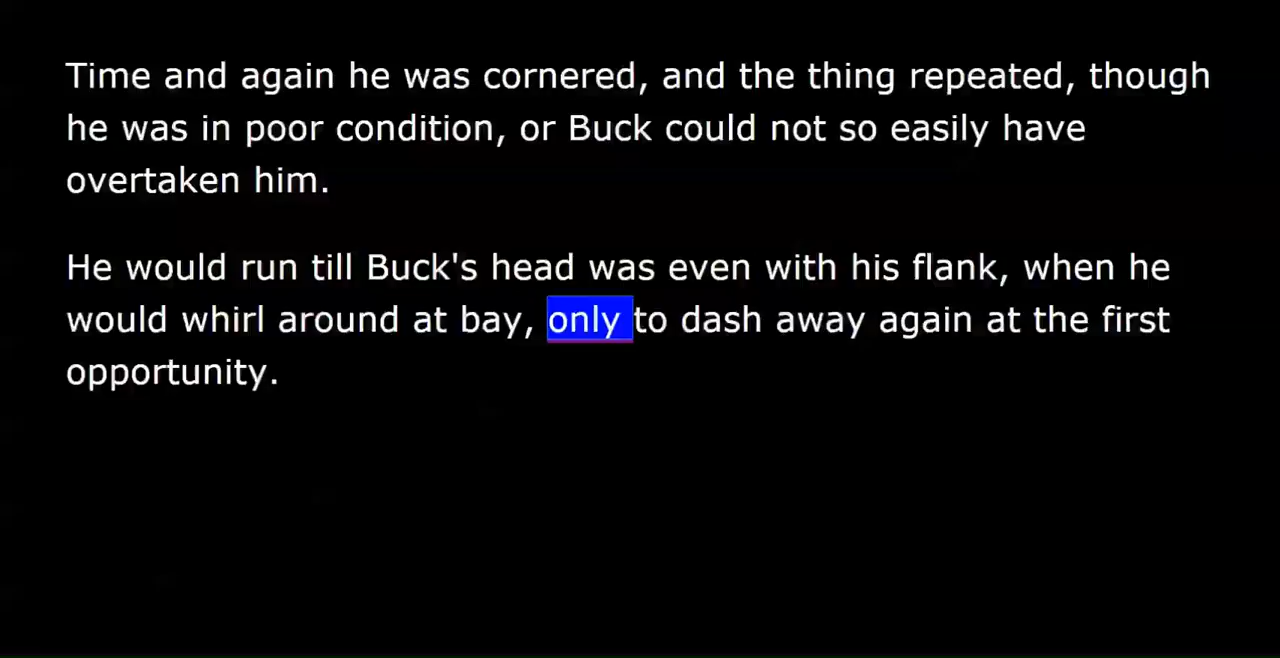 Time and again he was cornered, and the thing repeated, though
he was in poor condition, or Buck could not so easily have
overtaken him.
He would run till Buck's head was even with his flank, when he
would whirl around at bay, only to dash away again at the first
opportunity.